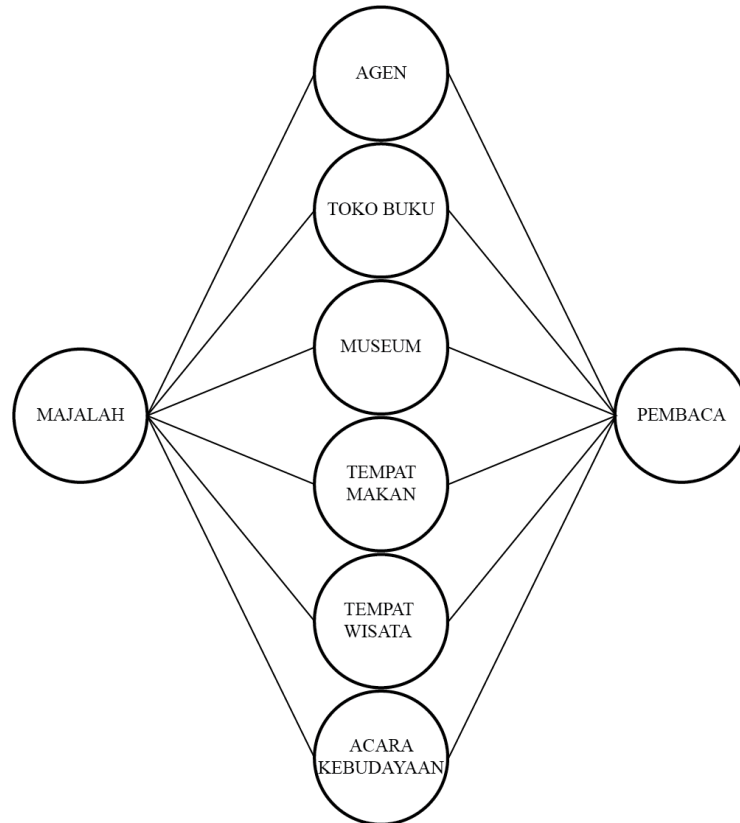 AGEN
TOKO BUKU
MUSEUM
MAJALAH
PEMBACA
TEMPAT
MAKAN
TEMPAT
WISATA
ACARA
KEBUDAYAAN